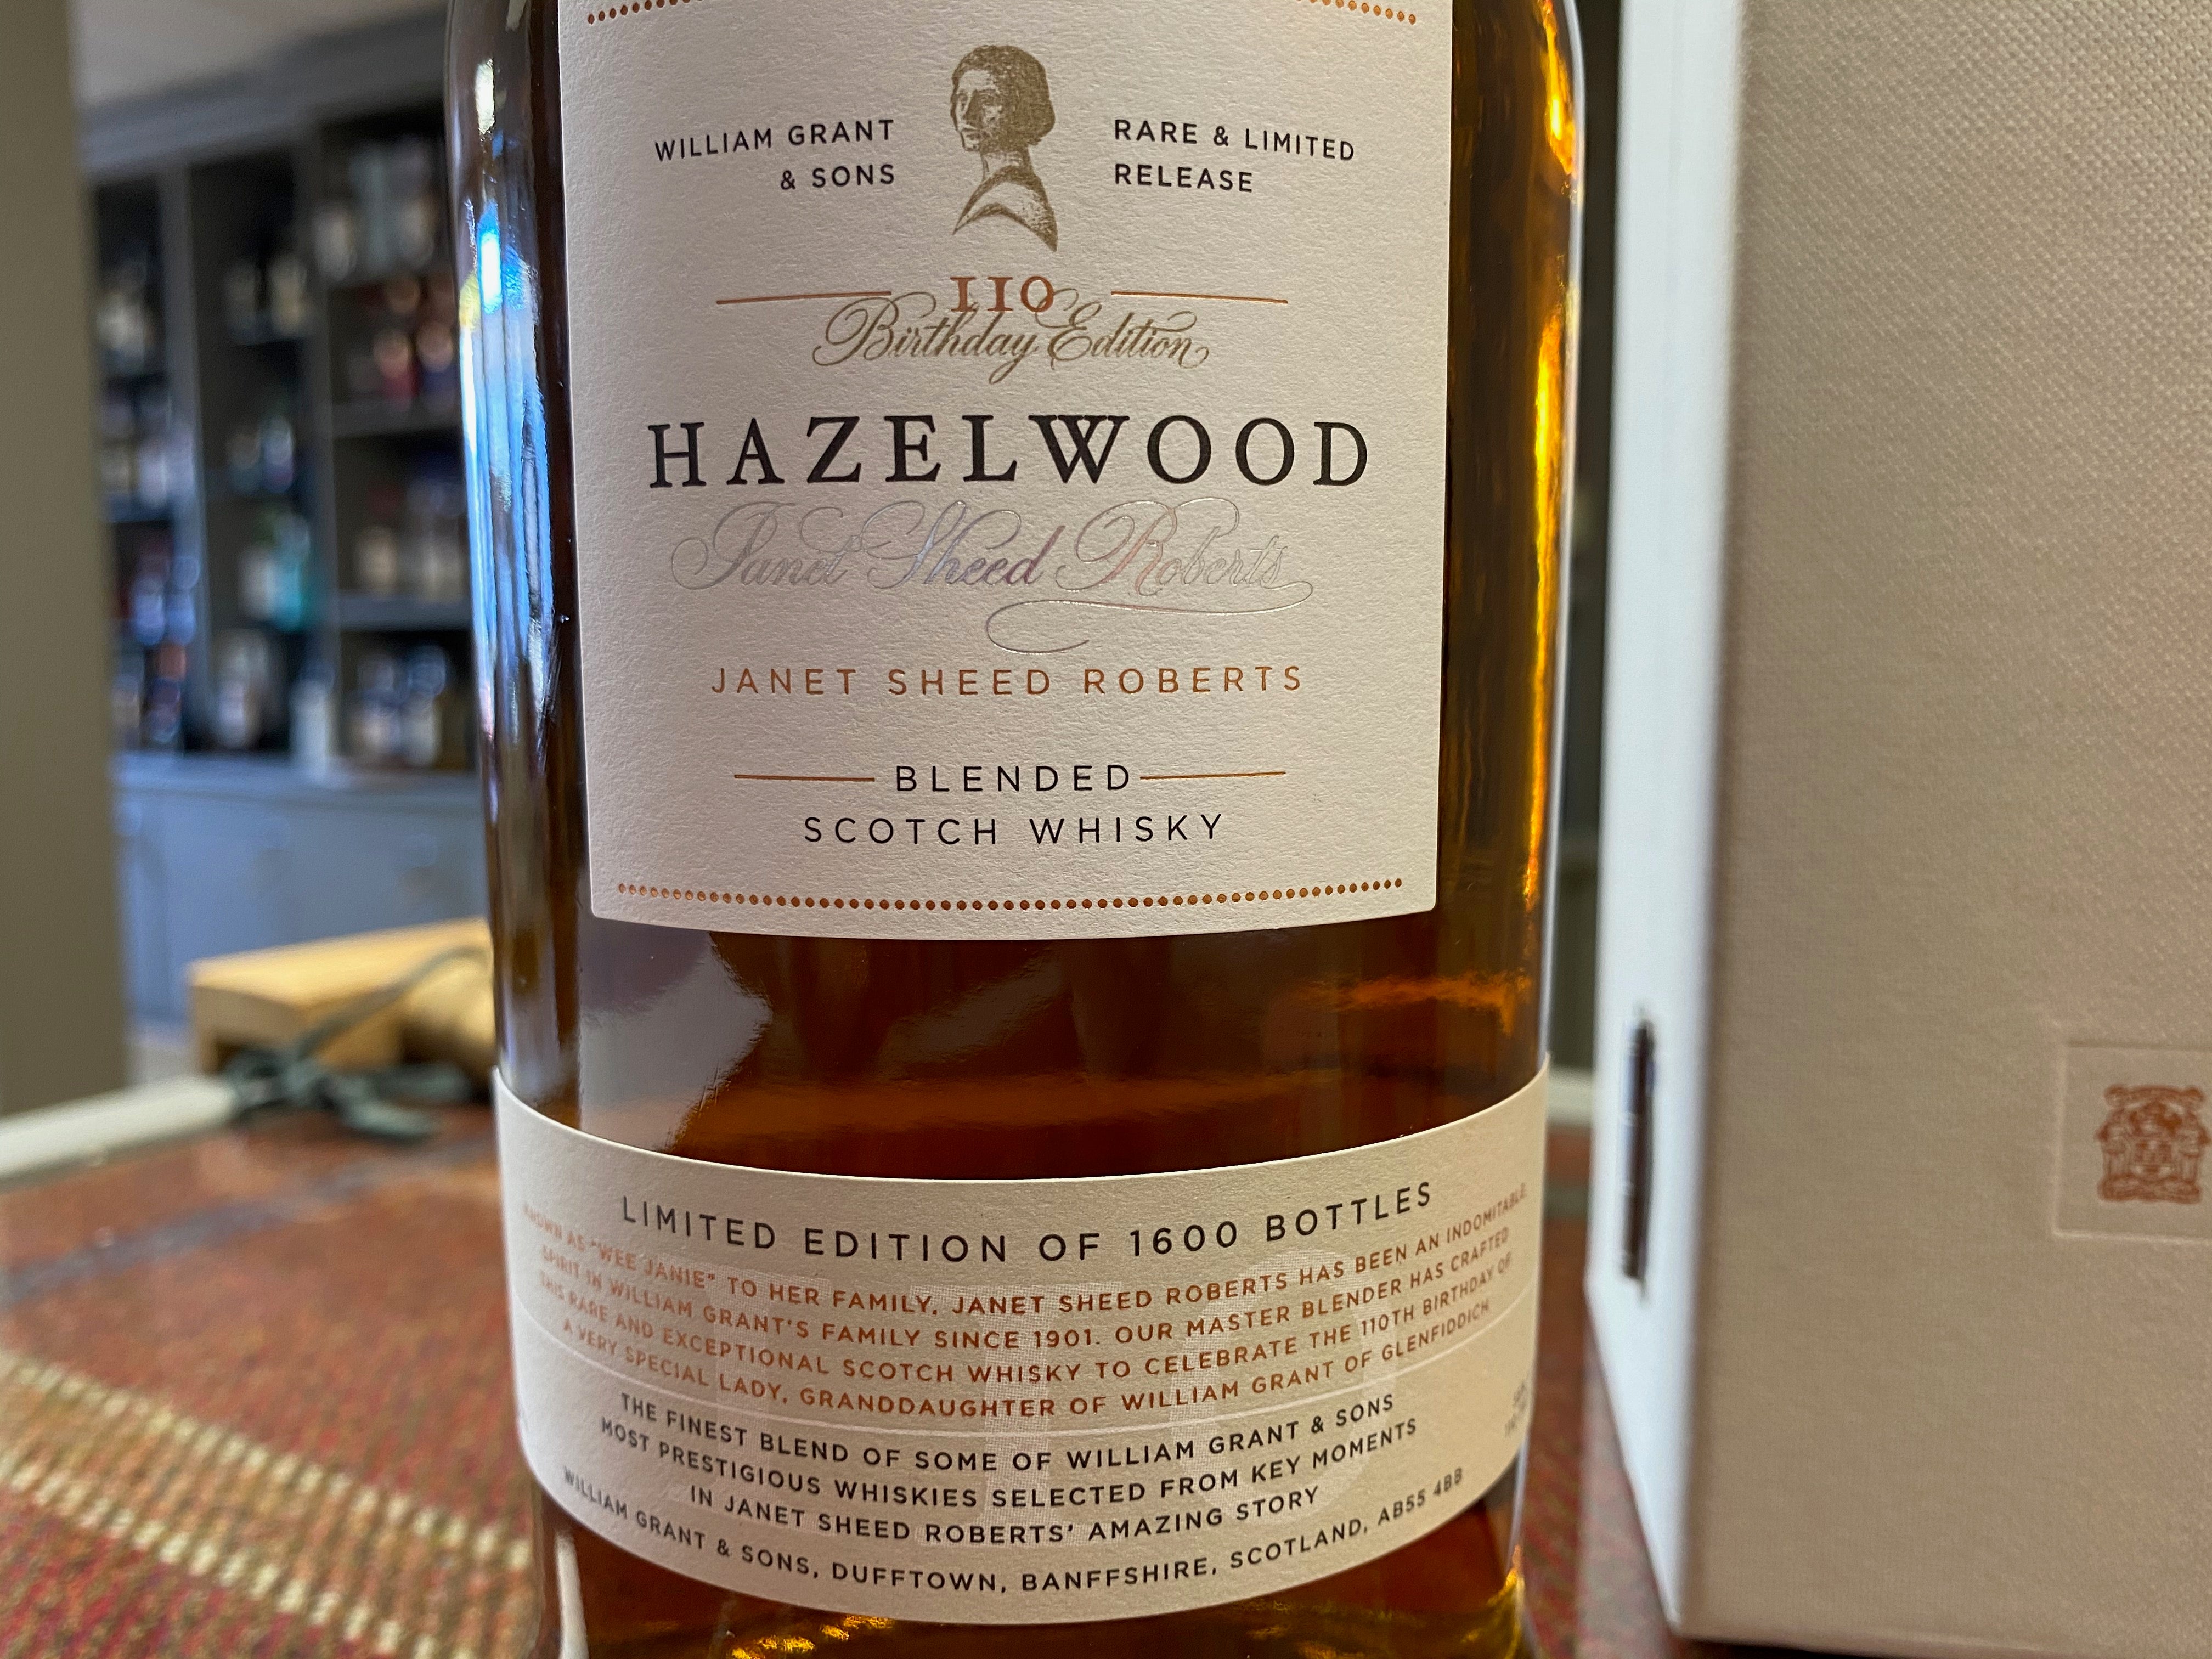 WILLIAM GRANT
& SONS
RARE & LIMITED
RELEASE
110
Birthday Edition
HAZELWOOD
Janet Sheed Roberts
JANET SHEED ROBERTS
BLENDED
SCOTCH WHISKY
LIMITED EDITION OF 1600 BOTTLES
KNOWN AS "WEE JANIE" TO HER FAMILY, JANET SHEED ROBERTS HAS BEEN AN INDOMITABLE
SPIRIT IN WILLIAM GRANT'S FAMILY SINCE 1901. OUR MASTER BLENDER HAS CRAFTED
THIS RARE AND EXCEPTIONAL SCOTCH WHISKY TO CELEBRATE THE 110TH BIRTHDAY OF
A VERY SPECIAL LADY, GRANDDAUGHTER OF WILLIAM GRANT OF GLENFIDDICH
THE FINEST BLEND OF SOME OF WILLIAM GRANT & SONS
MOST PRESTIGIOUS WHISKIES SELECTED FROM KEY MOMENTS
IN JANET SHEED ROBERTS' AMAZING STORY
WILLIAM GRANT & SONS, DUFFTOWN, BANFFSHIRE, SCOTLAND, AB55 4BB